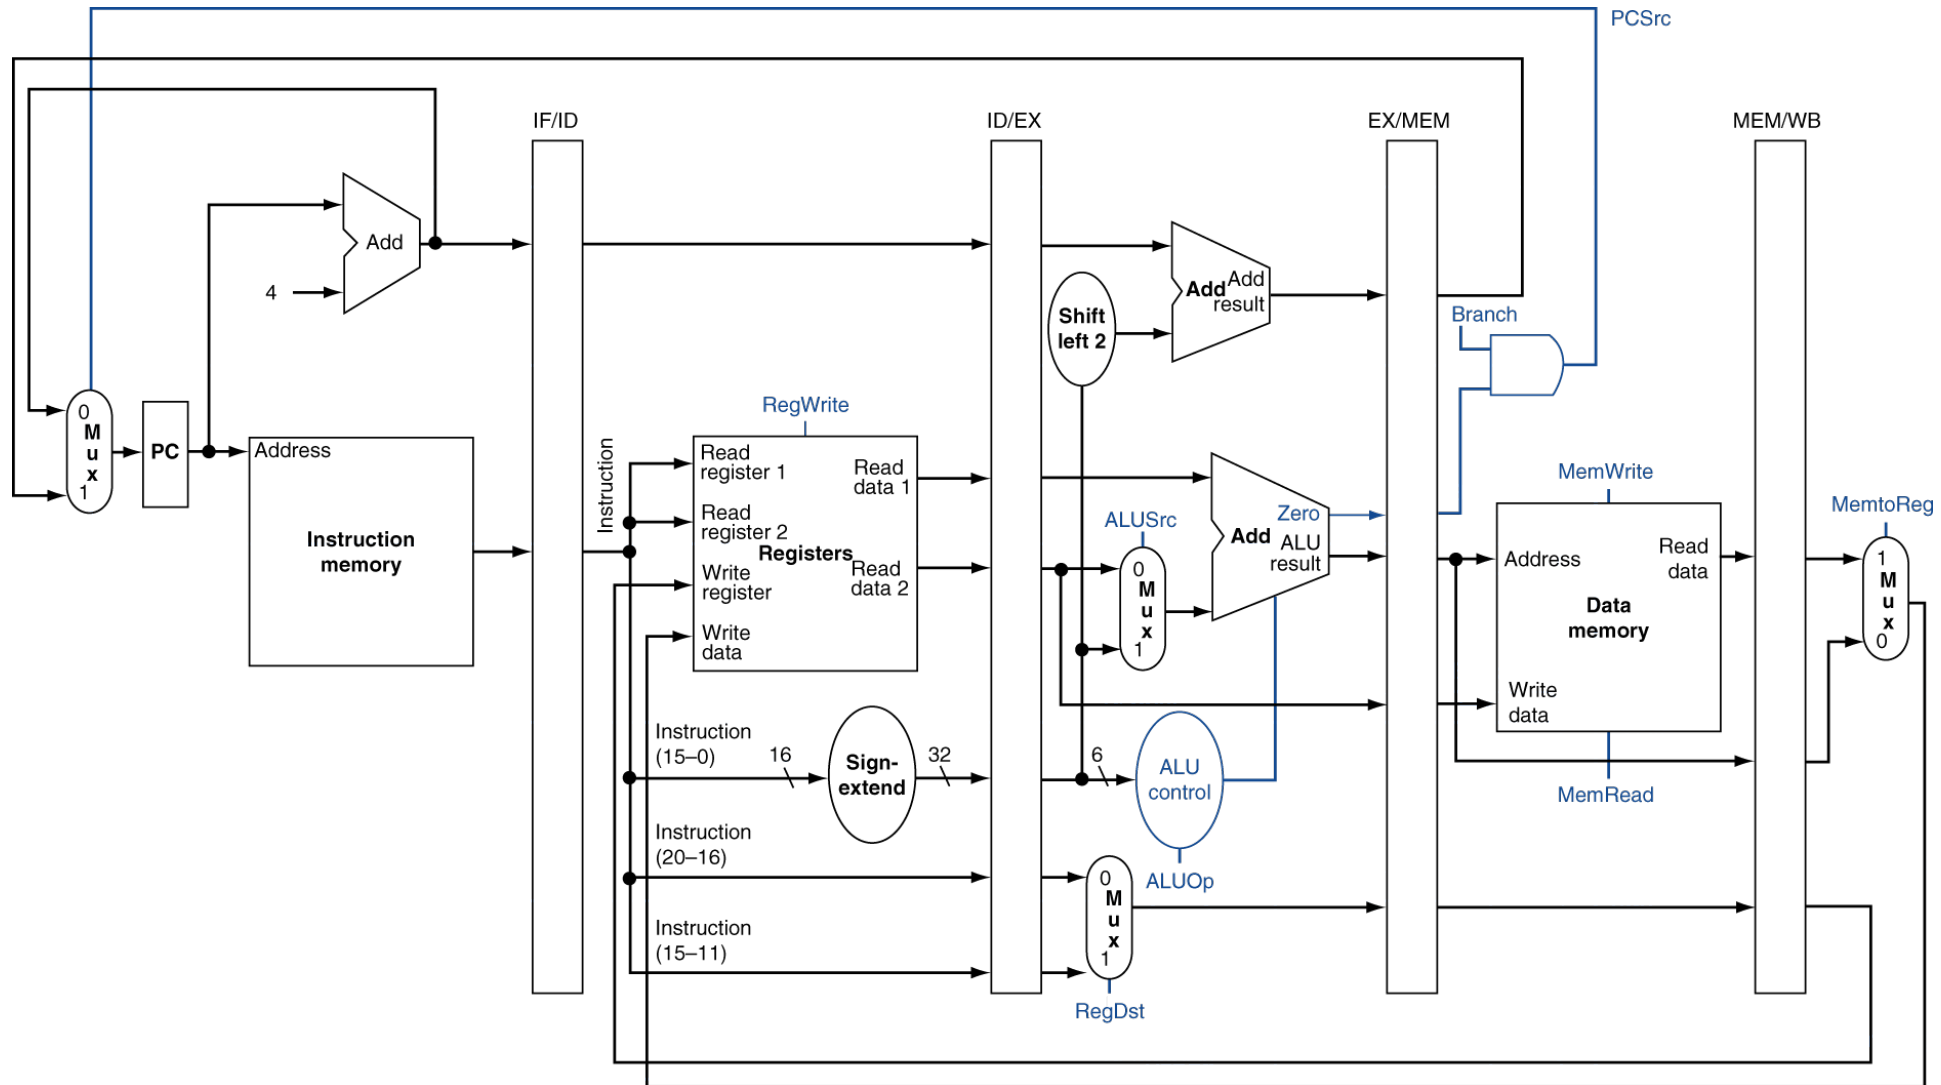 PCSrc
IF/ID
ID/EX
EX/MEM
MEM/WB
Add
4
Add
Add
result
Shift
left 2
Branch
0
M
u
x
1
PC
Address
Instruction
memory
Instruction
RegWrite
Read
register 1
Read
register 2
Write
register
Write
data
Registers
Read
data 1
Read
data 2
ALUSrc
0
M
u
x
1
Zero
Add
ALU
result
MemWrite
Address
Read
data
Data
memory
Write
data
MemRead
MemtoReg
1
M
u
x
0
Instruction
(15–0)
16
Sign-
extend
32
6
ALU
control
ALUOp
Instruction
(20–16)
Instruction
(15–11)
0
M
u
x
1
RegDst